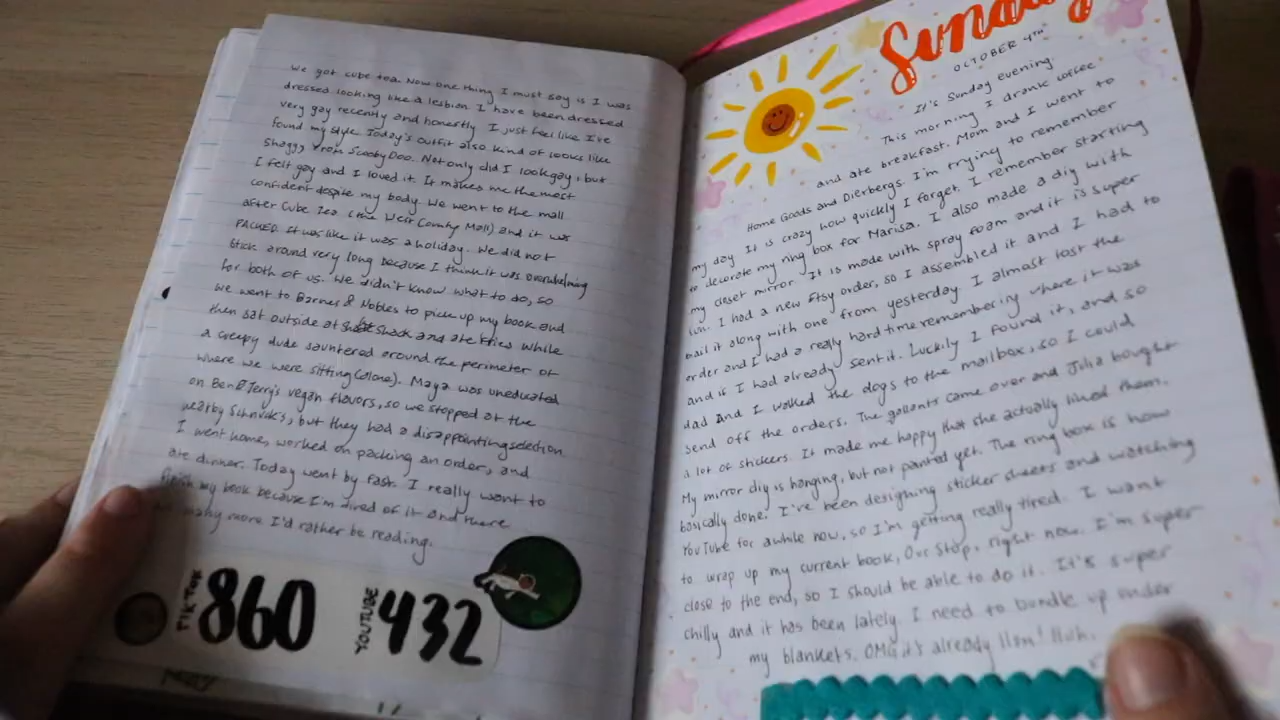 We got cube tea. Now one thing I must say is I was
dressed looking like a lesbian. I have been dressed
very gay recently and honestly I just feel like I've
found my style. Today's outfit also kind of looks like
Shaggy from Scooby Doo. Not only did I look gay, but
I felt gay and I loved it. It makes me the most
confident despite my body. We went to the mall
after Cube Tea (the Weir County Mall) and it was
PACKED. It was like it was a holiday. We did not
stick around very long because I think it was overwhelming
for both of us. We didn't know what to do, so
we went to Barnes & Nobles to pick up my book and
then sat outside at shack and ate fries while
a creepy dude sauntered around the perimeter of
where we were sitting (alone). Maya was uneducated
on Ben & Jerry's vegan flavors, so we stopped at the
nearby Schnuks, but they had a disappointing selection.
I went home, worked on packing an order, and
ate dinner. Today went by fast. I really want to
finish my book because I'm tired of it and there
many more I'd rather be reading.
TIKTOK 860 YOUTUBE 432
Sunday
OCTOBER 4TH
It's Sunday evening.
This morning I drank coffee
and ate breakfast. Mom and I went to
Home Goods and Dierbergs. I'm trying to remember
my day. It is crazy how quickly I forget. I remember starting
to decorate my ring box for Marisa. I also made a diy with
my closet mirror. It is made with spray foam and it is super
fun. I had a new Etsy order, so I assembled it and I had to
mail it along with one from yesterday. I almost lost the
order and I had a really hard time remembering where it was
and is I had already sent it. Luckily I found it, and so
dad and I walked the dogs to the mailbox, so I could
send off the orders. The gallants came over and Julia bought
a lot of stickers. It made me happy that she actually liked them.
My mirror diy is hanging, but not painted yet. The ring box is now
basically done. I've been designing sticker sheets and watching
YouTube for awhile now, so I'm getting really tired. I want
to wrap up my current book, Our Stop, right now. I'm super
close to the end, so I should be able to do it. It's super
chilly and it has been lately. I need to bundle up under
my blankets. OMG it's already 11pm!